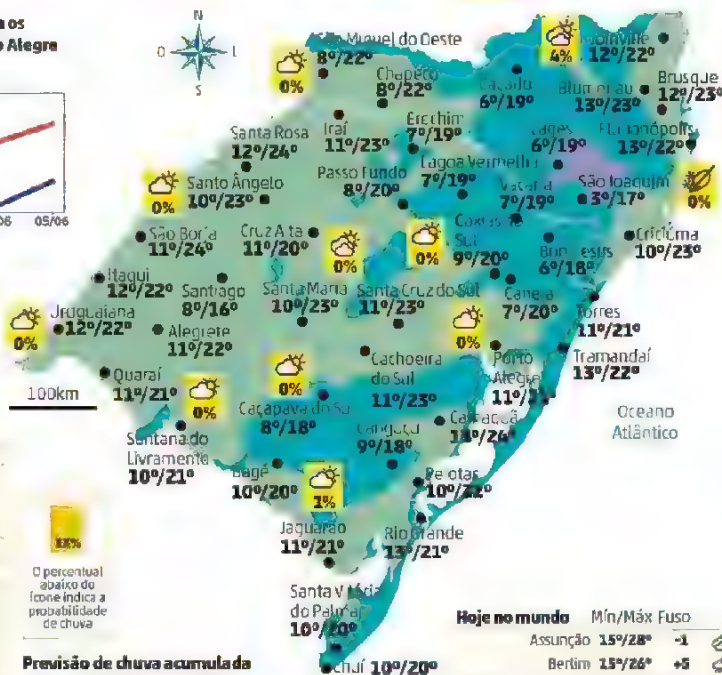 os
Alegre
N
O
L
S
05/06
Miguel do Oeste
8º/22º
0%
4%
12º/22º
Chapecó
8º/22º
6º/19º
13º/23º
Brusque
12º/23º
Santa Rosa
12º/24º
Iraí
11º/23º
Erechim
7º/19º
Lages
6º/19º
Florianópolis
13º/22º
Santo Ângelo
10º/23º
0%
Passo Fundo
8º/20º
Lagoa Vermelha
7º/19º
Vacaria
7º/19º
São Joaquim
3º/17º
0%
São Borja
11º/24º
Cruz Alta
11º/20º
0%
0%
Sul
9º/20º
6º/18º
Criciúma
10º/23º
Itaqui
12º/22º
Santiago
8º/16º
Santa Maria
10º/23º
Santa Cruz do Sul
11º/23º
Canela
7º/20º
Torres
11º/21º
Uruguaiana
12º/22º
0%
Alegrete
11º/22º
0%
Tramandaí
13º/22º
Porto
Alegre
100km
Quaraí
11º/21º
0%
0%
Cachoeira
do Sul
11º/23º
Oceano
Atlântico
Caçapava do Sul
8º/18º
Canguçu
9º/18º
Santana do
Livramento
10º/21º
Bagé
10º/20º
1%
Pelotas
10º/22º
Jaguarão
11º/21º
Rio Grande
13º/21º
O percentual
abaixo do
ícone indica a
probabilidade
de chuva
Santa Vitória
do Palmar
10º/20º
Chuí 10º/20º
Previsão de chuva acumulada
Hoje no mundo Mín/Máx Fuso
Assunção 15º/28º -1
Berlim 15º/26º +5